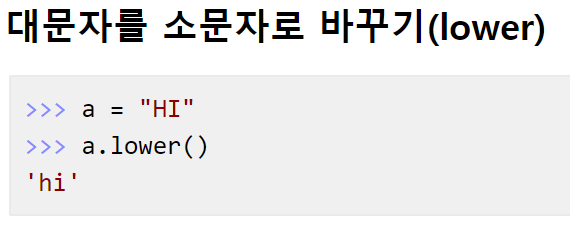 대문자를 소문자로 바꾸기(lower)
>>> a = "HI"
>>> a.lower()
'hi'